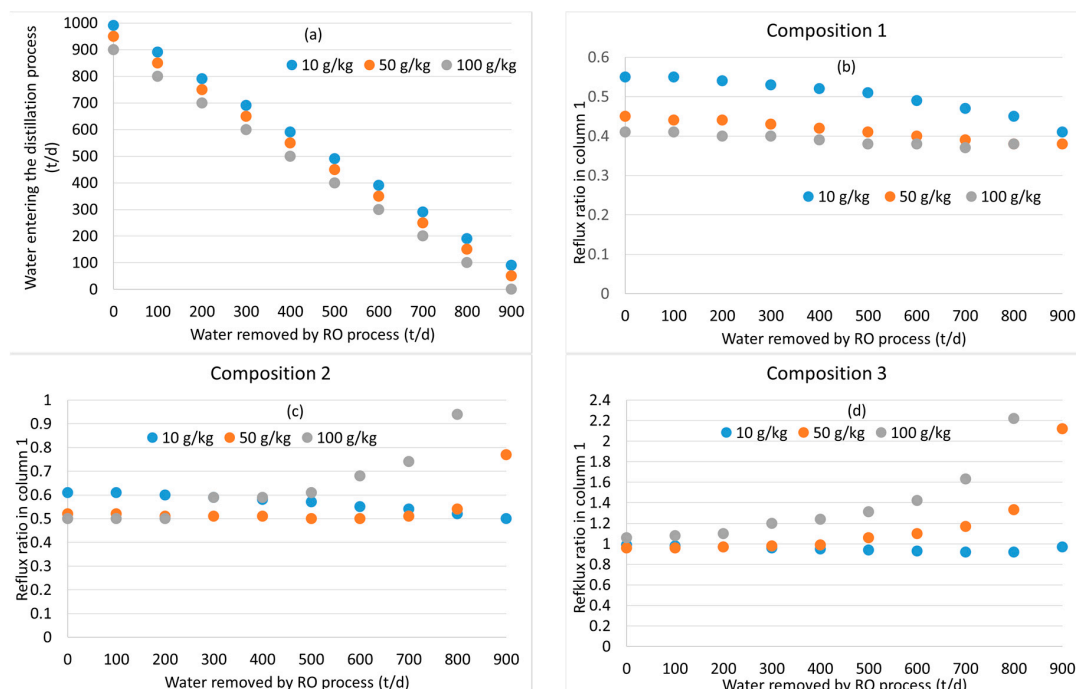 (a)
10 g/kg 50 g/kg 100 g/kg
Water entering the distillation process
(t/d)
1000
900
800
700
600
500
400
300
200
100
0
0 100 200 300 400 500 600 700 800 900
Water removed by RO process (t/d)
Composition 1
(b)
10 g/kg 50 g/kg 100 g/kg
Reflux ratio in column 1
0.6
0.5
0.4
0.3
0.2
0.1
0
0 100 200 300 400 500 600 700 800 900
Water removed by RO process (t/d)
Composition 2
(c)
10 g/kg 50 g/kg 100 g/kg
Reflux ratio in column 1
1
0.9
0.8
0.7
0.6
0.5
0.4
0.3
0.2
0.1
0
0 100 200 300 400 500 600 700 800 900
Water removed by RO process (t/d)
Composition 3
(d)
10 g/kg 50 g/kg 100 g/kg
Refklux ratio in column 1
2.4
2.2
2
1.8
1.6
1.4
1.2
1
0.8
0.6
0.4
0.2
0
0 100 200 300 400 500 600 700 800 900
Water removed by RO process (t/d)